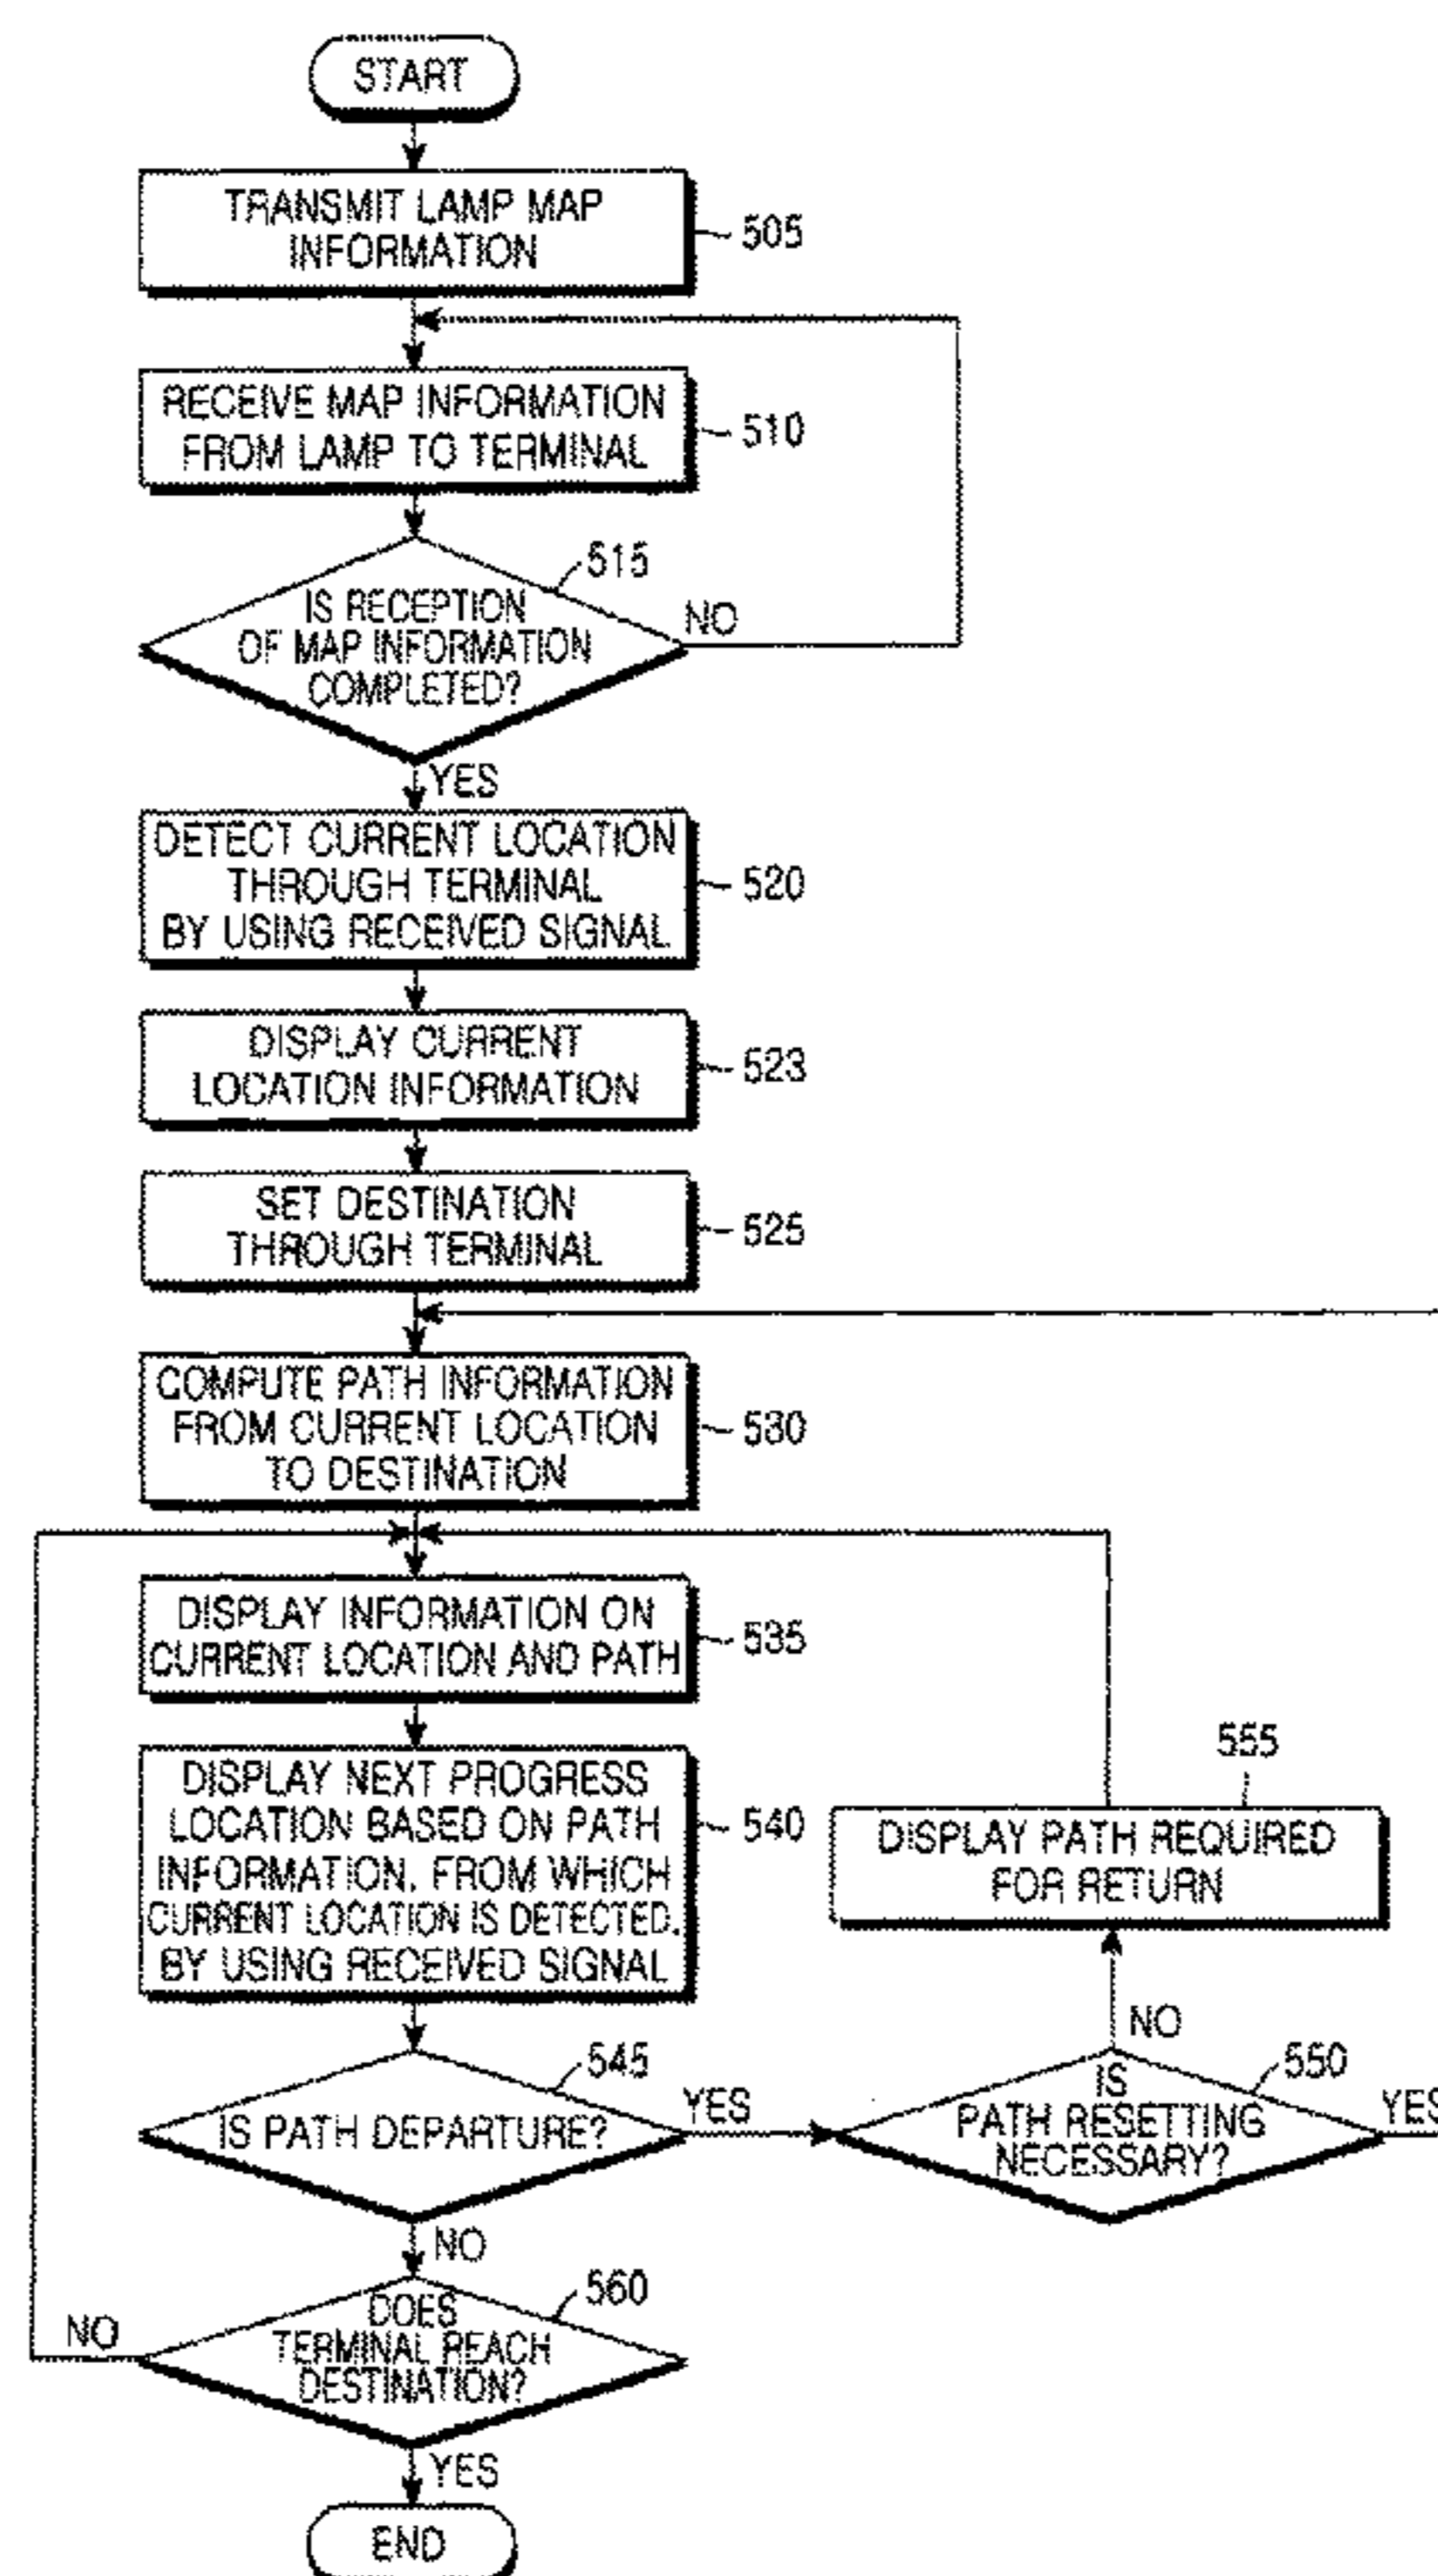 START
TRANSMIT LAMP MAP
INFORMATION
505
RECEIVE MAP INFORMATION
FROM LAMP TO TERMINAL
510
515
IS RECEPTION
OF MAP INFORMATION
COMPLETED?
NO
YES
DETECT CURRENT LOCATION
THROUGH TERMINAL
BY USING RECEIVED SIGNAL
520
DISPLAY CURRENT
LOCATION INFORMATION
523
SET DESTINATION
THROUGH TERMINAL
525
COMPUTE PATH INFORMATION
FROM CURRENT LOCATION
TO DESTINATION
530
DISPLAY INFORMATION ON
CURRENT LOCATION AND PATH
535
DISPLAY NEXT PROGRESS
LOCATION BASED ON PATH
INFORMATION, FROM WHICH
CURRENT LOCATION IS DETECTED,
BY USING RECEIVED SIGNAL
540
555
DISPLAY PATH REQUIRED
FOR RETURN
NO
545
IS PATH DEPARTURE?
YES
550
IS
PATH RESETTING
NECESSARY?
YES
NO
560
DOES
TERMINAL REACH
DESTINATION?
NO
YES
END